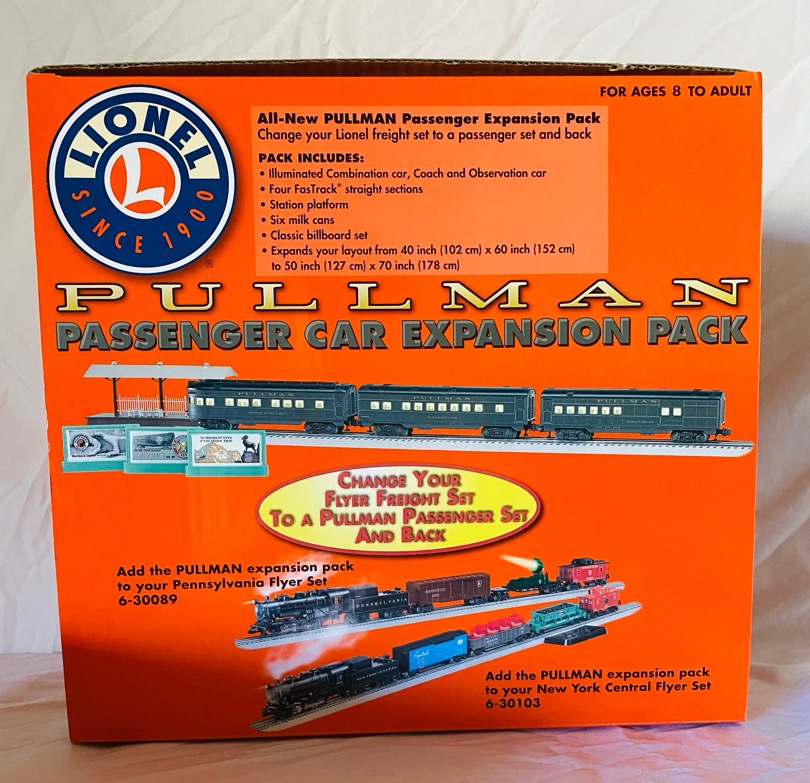 FOR AGES 8 TO ADULT
LIONEL
L
SINCE 1900
®
All-New PULLMAN Passenger Expansion Pack
Change your Lionel freight set to a passenger set and back
PACK INCLUDES:
• Illuminated Combination car, Coach and Observation car
• Four FasTrack® straight sections
• Station platform
• Six milk cans
• Classic billboard set
• Expands your layout from 40 inch (102 cm) x 60 inch (152 cm)
to 50 inch (127 cm) x 70 inch (178 cm)
PULLMAN
PASSENGER CAR EXPANSION PACK
PULLMAN
PULLMAN
PULLMAN
CHANGE YOUR
FLYER FREIGHT SET
TO A PULLMAN PASSENGER SET
AND BACK
Add the PULLMAN expansion pack
to your Pennsylvania Flyer Set
6-30089
PENNSYLVANIA
Add the PULLMAN expansion pack
to your New York Central Flyer Set
6-30103